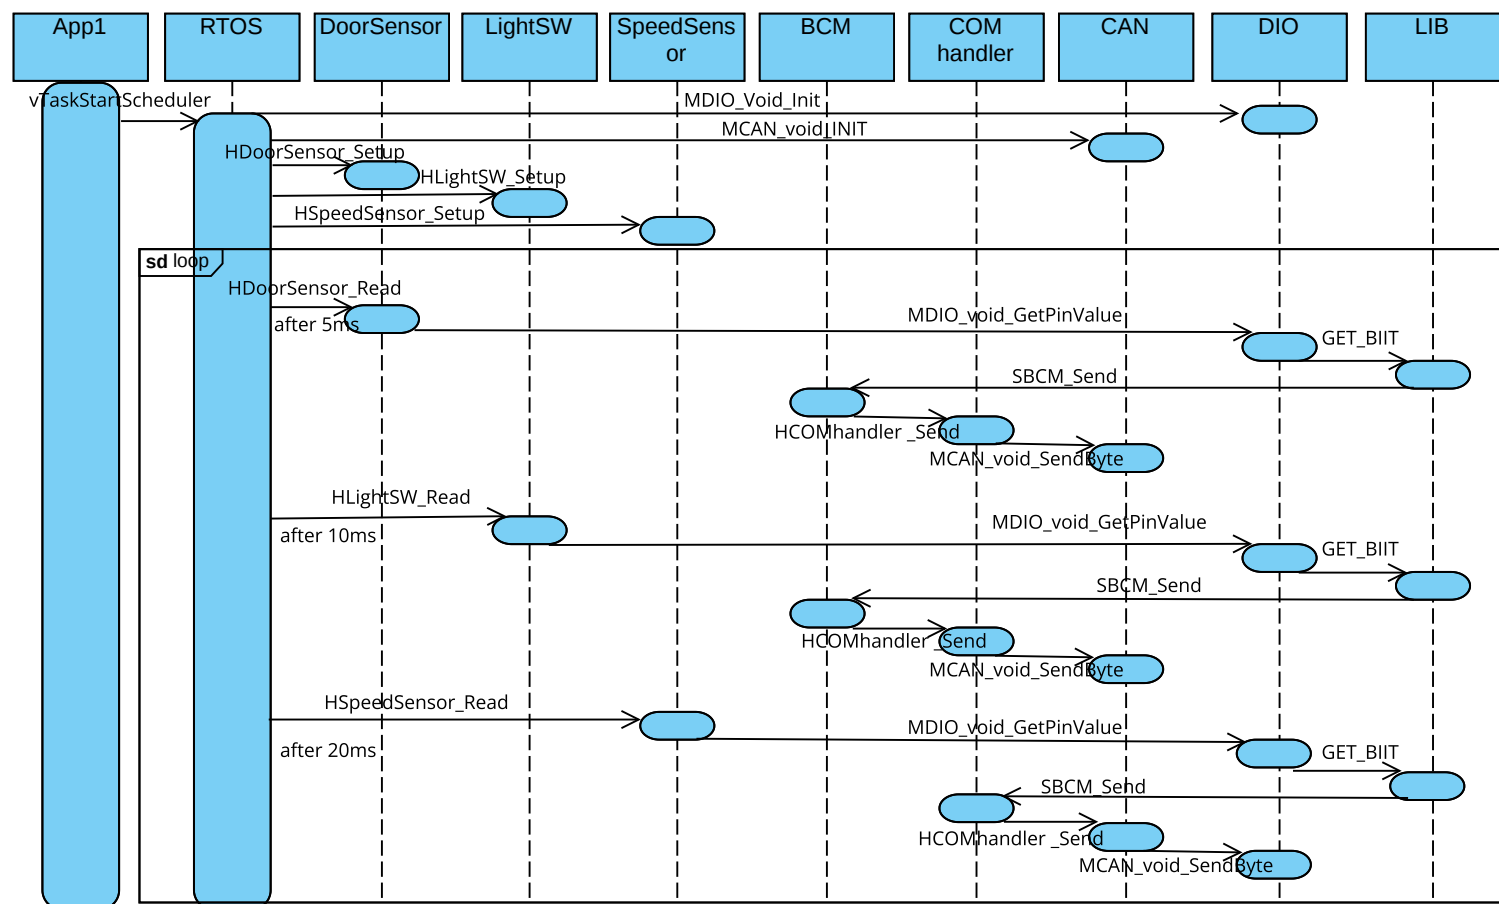 App1
RTOS
DoorSensor
LightSW
SpeedSens
or
BCM
COM
handler
CAN
DIO
LIB
vTaskStartScheduler
MDIO_Void_Init
MCAN_void_INIT
HDoorSensor_Setup
HLightSW_Setup
HSpeedSensor_Setup
sd loop
HDoorSensor_Read
after 5ms
MDIO_void_GetPinValue
GET_BIIT
SBCM_Send
HCOMhandler _Send
MCAN_void_SendByte
HLightSW_Read
after 10ms
MDIO_void_GetPinValue
GET_BIIT
SBCM_Send
HCOMhandler _Send
MCAN_void_SendByte
HSpeedSensor_Read
after 20ms
MDIO_void_GetPinValue
GET_BIIT
SBCM_Send
HCOMhandler _Send
MCAN_void_SendByte